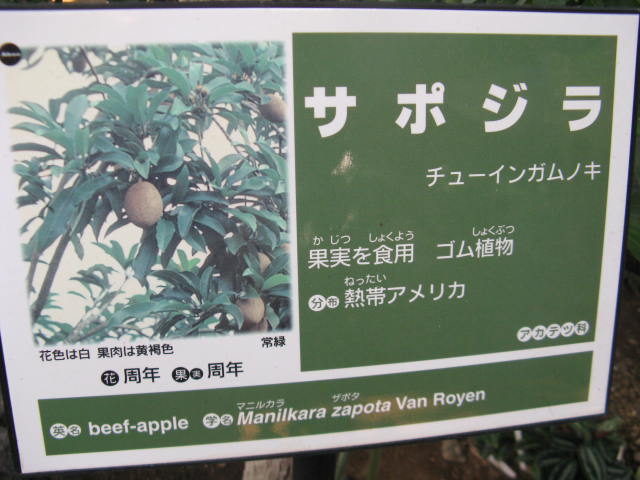 サポジラ
チューインガムノキ
かじつ しょくよう しょくぶつ
果実を食用 ゴム植物
ねったい
分布 熱帯アメリカ
アカテツ科
常緑
花色は白 果肉は黄褐色
花 周年 果実 周年
マニルカラ ザポタ
英名 beef-apple 学名 Manilkara zapota Van Royen